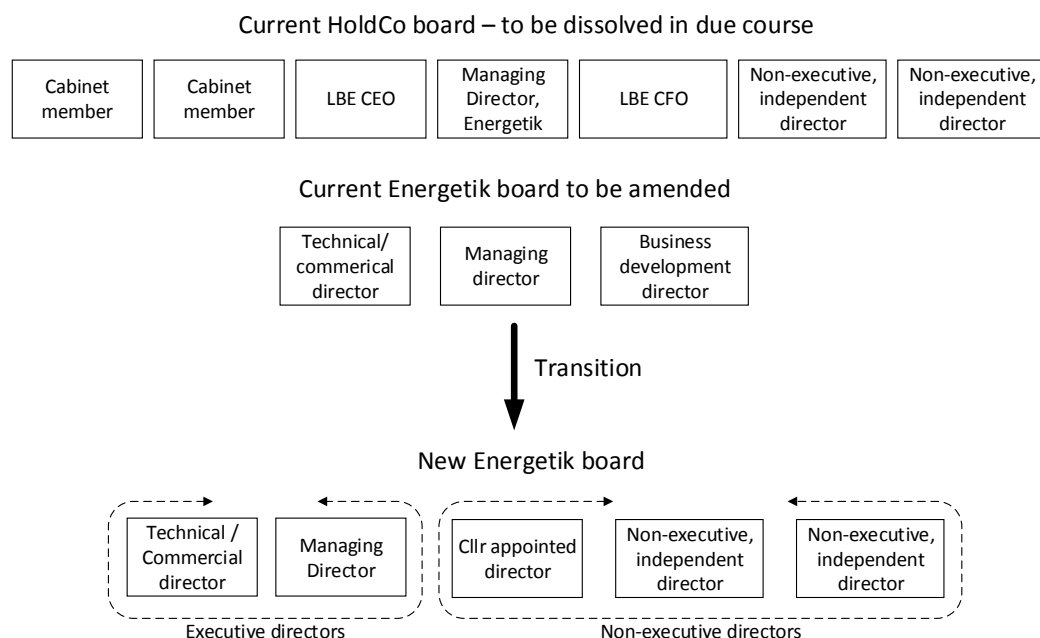 Current HoldCo board – to be dissolved in due course
Cabinet
member
Cabinet
member
LBE CEO
Managing
Director,
Energetik
LBE CFO
Non-executive,
independent
director
Non-executive,
independent
director
Current Energetik board to be amended
Technical/
commerical
director
Managing
director
Business
development
director
Transition
New Energetik board
Technical /
Commercial
director
Managing
Director
Cllr appointed
director
Non-executive,
independent
director
Non-executive,
independent
director
Executive directors
Non-executive directors